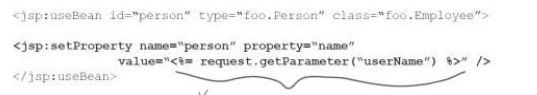 <jsp:useBean id="person" type="foo.Person" class="foo.Employee">
<jsp:setProperty name="person" property="name"
value="<%= request.getParameter("userName") %>" />
</jsp:useBean>